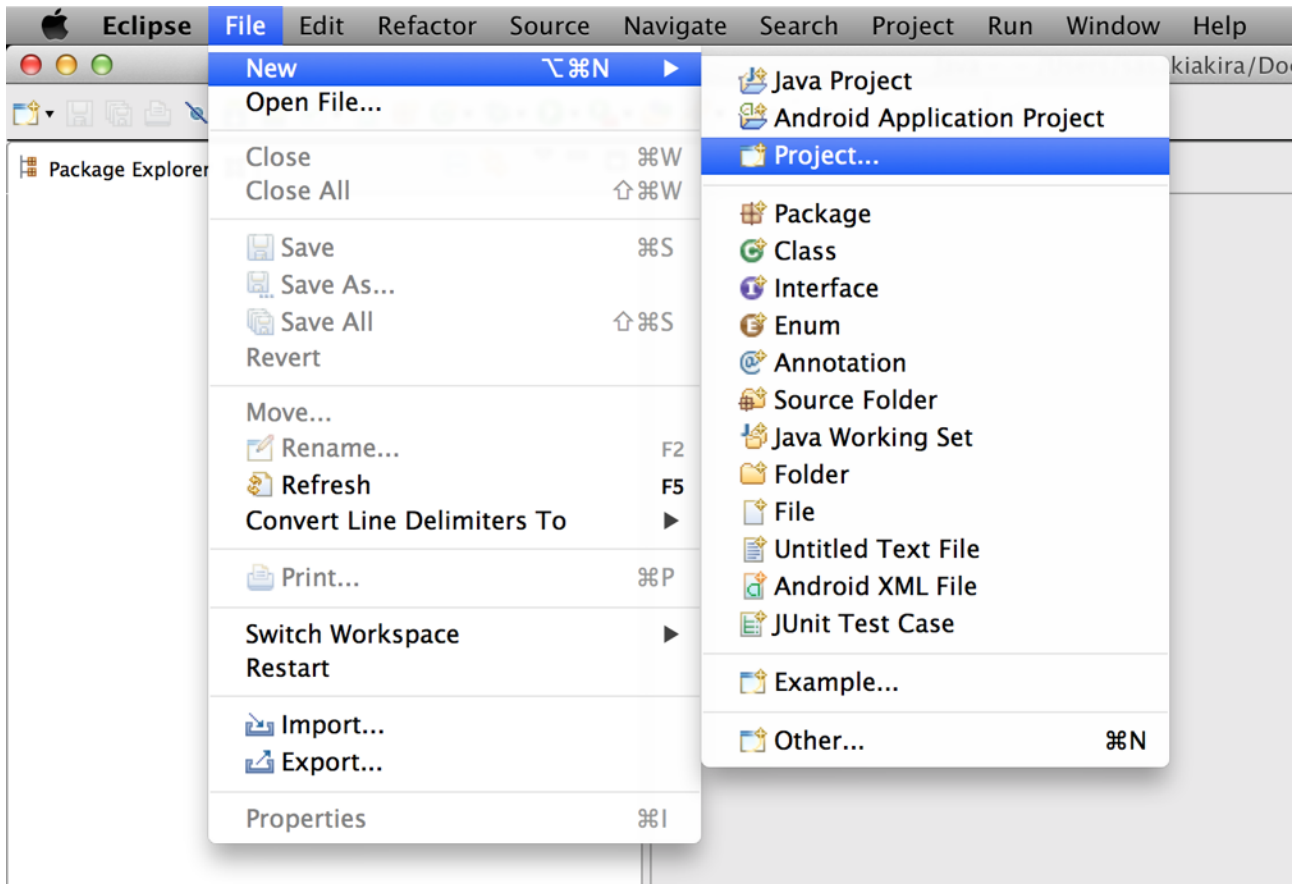 Eclipse File Edit Refactor Source Navigate Search Project Run Window Help
kiakira/Do
Package Explorer
New ⌥⌘N ▶
Open File...
Close ⌘W
Close All ⇧⌘W
Save ⌘S
Save As...
Save All ⇧⌘S
Revert
Move...
Rename... F2
Refresh F5
Convert Line Delimiters To ▶
Print... ⌘P
Switch Workspace ▶
Restart
Import...
Export...
Properties ⌘I
Java Project
Android Application Project
Project...
Package
Class
Interface
Enum
Annotation
Source Folder
Java Working Set
Folder
File
Untitled Text File
Android XML File
JUnit Test Case
Example...
Other... ⌘N